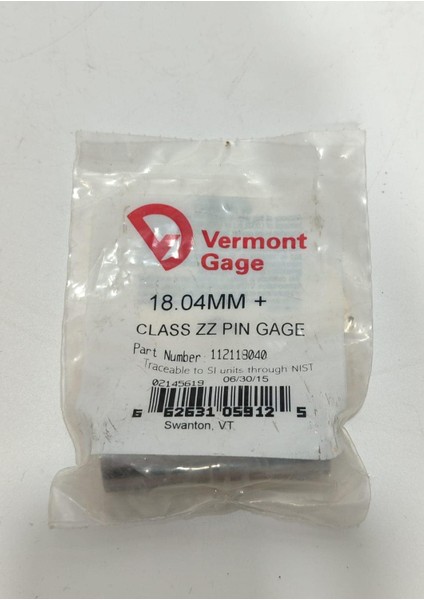 Vermont
Gage
18.04MM +
CLASS ZZ PIN GAGE
Part Number 112118040
Traceable to SI units through NIST
02145619 06/30/15
6 62631 05912 5
Swanton, VT.